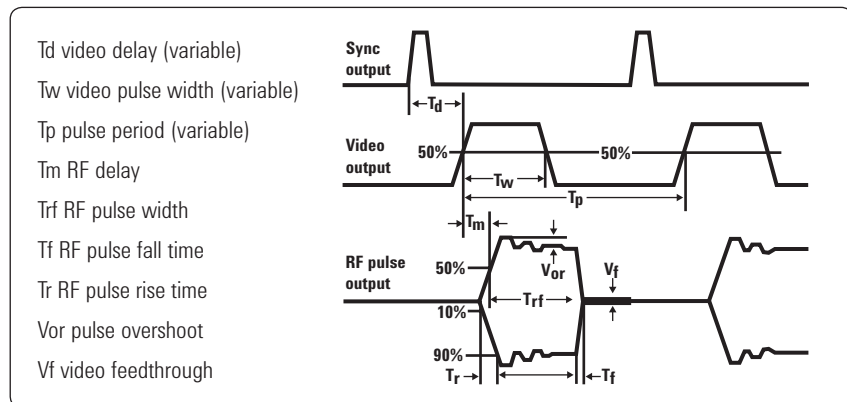 Td video delay (variable)
Tw video pulse width (variable)
Tp pulse period (variable)
Tm RF delay
Trf RF pulse width
Tf RF pulse fall time
Tr RF pulse rise time
Vor pulse overshoot
Vf video feedthrough
Sync
output
Td
Video
output
50%
50%
Tw
Tp
Tm
RF pulse
output
50%
Vor
Vf
Trf
10%
90%
Tr
Tf